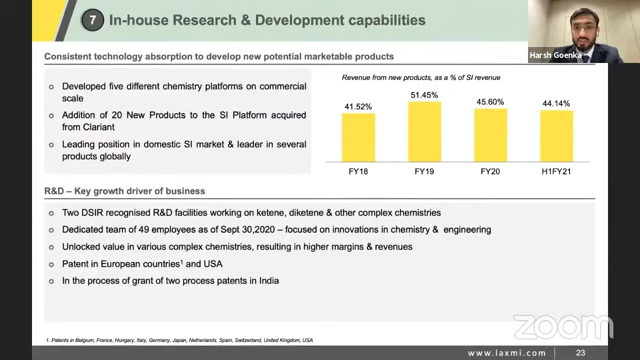 7 In-house Research & Development capabilities
Harsh Goenka
Consistent technology absorption to develop new potential marketable products
Developed five different chemistry platforms on commercial
scale
Addition of 20 New Products to the SI Platform acquired
from Clariant
Leading position in domestic SI market & leader in several
products globally
Revenue from new products, as a % of SI revenue
41.52% 51.45% 45.60% 44.14%
FY18 FY19 FY20 H1FY21
R&D – Key growth driver of business
Two DSIR recognised R&D facilities working on ketene, diketene & other complex chemistries
Dedicated team of 49 employees as of Sept 30,2020 – focused on innovations in chemistry & engineering
Unlocked value in various complex chemistries, resulting in higher margins & revenues
Patent in European countries¹ and USA
In the process of grant of two process patents in India
1. Patents in Belgium, France, Hungary, Italy, Germany, Japan, Netherlands, Spain, Switzerland, United Kingdom, USA
zoom
www.laxmi.com 23